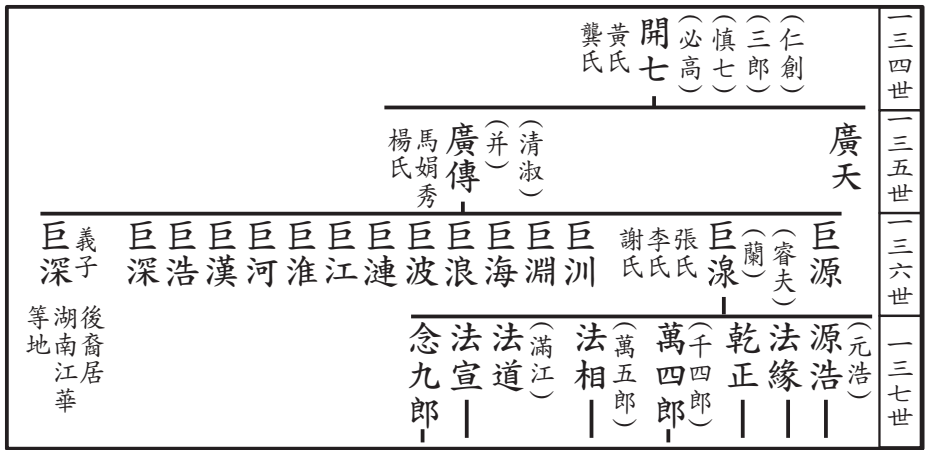 一三四世
（仁創）
（三郎）
（慎七）
（必高）
開七
黃氏
龔氏
一三五世
廣天
（清淑）
（并）
廣傳
馬娟秀
楊氏
一三六世
巨源
（睿夫）
（蘭）
巨湶
張氏
李氏
謝氏
巨汌
巨淵
巨海
巨浪
巨波
巨漣
巨江
巨淮
巨河
巨漢
巨浩
巨深
義子
巨深
後裔居
湖南江華
等地
一三七世
（元浩）
源浩
法緣
乾正
（千四郎）
萬四郎
（萬五郎）
法相
（滿江）
法道
法宣
念九郎